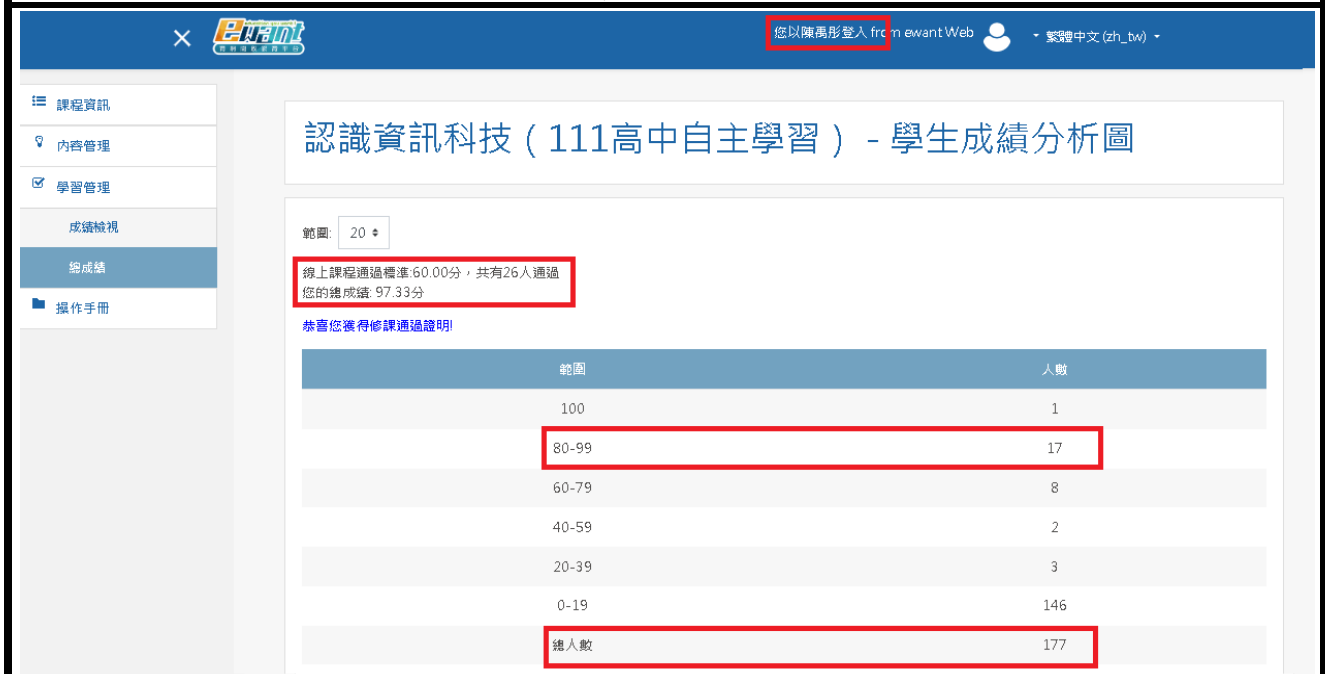 ewant
您以陳禹彤登入 from ewant Web
繁體中文 (zh_tw)
課程資訊
內容管理
學習管理
成績檢視
總成績
操作手冊
認識資訊科技(111高中自主學習) - 學生成績分析圖
範圍: 20
線上課程通過標準:60.00分,共有26人通過
您的總成績: 97.33分
恭喜您獲得修課通過證明!
範圍 人數
100 1
80-99 17
60-79 8
40-59 2
20-39 3
0-19 146
總人數 177